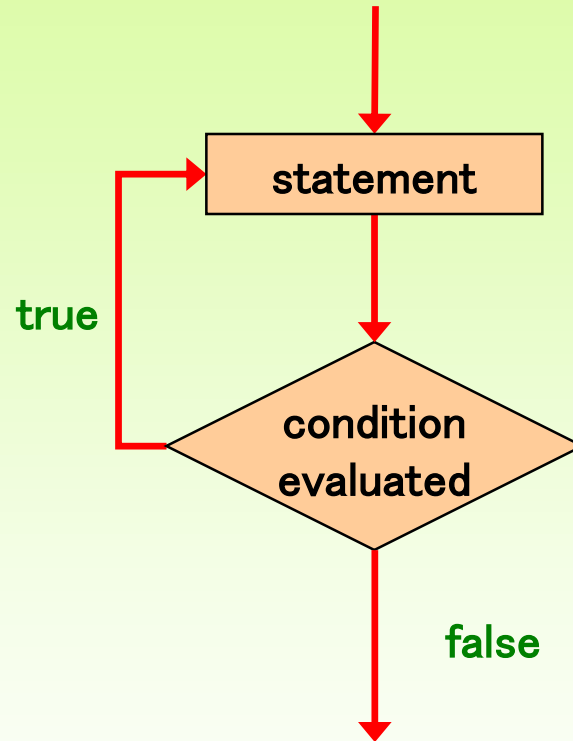 statement
true
condition
evaluated
false